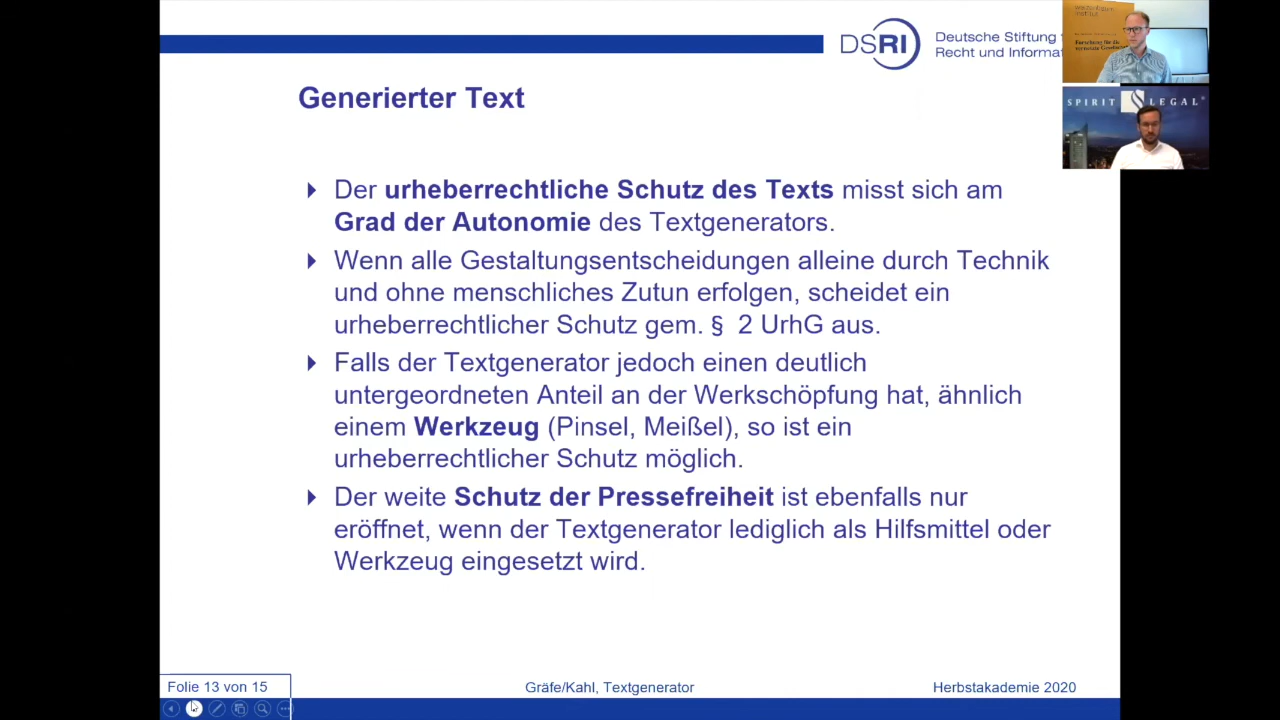 DSRI
Deutsche Stiftung
Recht und Informat
Generierter Text
Der urheberrechtliche Schutz des Texts misst sich am
Grad der Autonomie des Textgenerators.
Wenn alle Gestaltungsentscheidungen alleine durch Technik
und ohne menschliches Zutun erfolgen, scheidet ein
urheberrechtlicher Schutz gem. § 2 UrhG aus.
Falls der Textgenerator jedoch einen deutlich
untergeordneten Anteil an der Werkschöpfung hat, ähnlich
einem Werkzeug (Pinsel, Meißel), so ist ein
urheberrechtlicher Schutz möglich.
Der weite Schutz der Pressefreiheit ist ebenfalls nur
eröffnet, wenn der Textgenerator lediglich als Hilfsmittel oder
Werkzeug eingesetzt wird.
Folie 13 von 15
Gräfe/Kahl, Textgenerator
Herbstakademie 2020
SPIRIT LEGAL